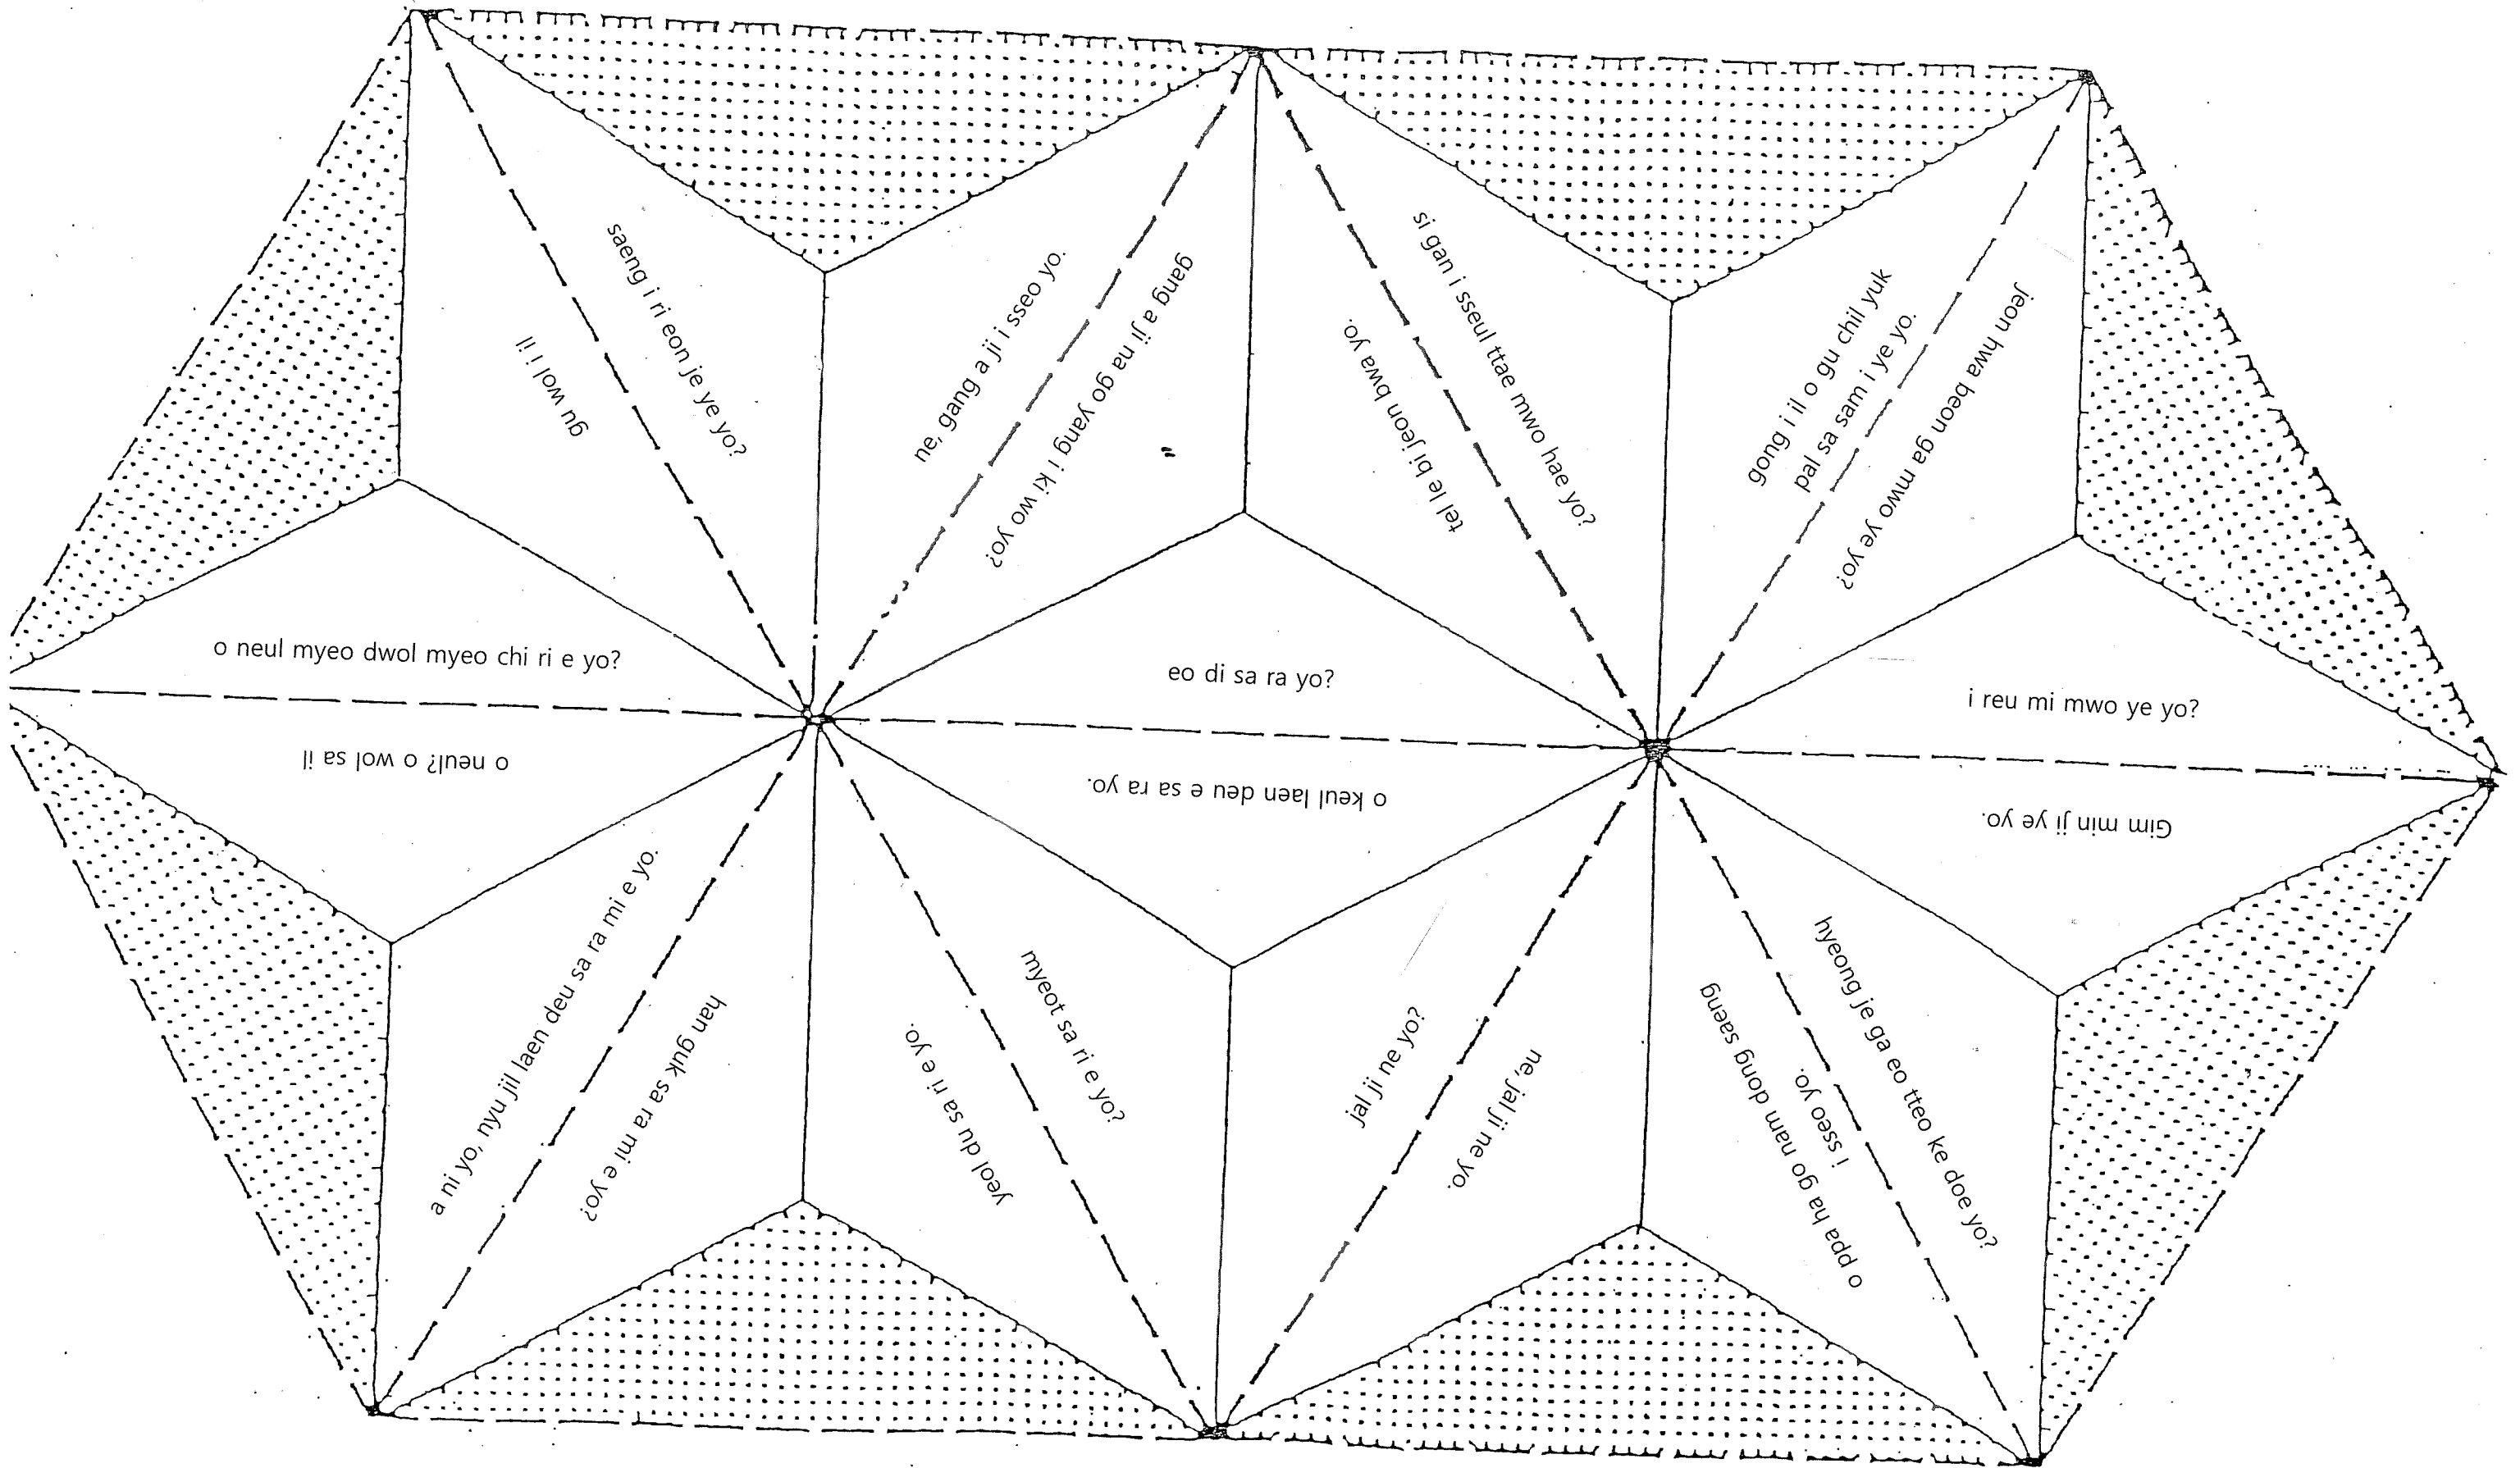 saeng i ri eon je ye yo?
gu wol i il
ne, gang a ji i sseo yo.
gang a ji na go yang i ki wo yo?
si gan i sseul ttae mwo hae yo?
tel le bi jeon bwa yo.
gong i il o gu chil yuk
pal sa sam i ye yo.
jeon hwa beon ga mwo ye yo?
o neul myeo dwol myeo chi ri e yo?
o neul? o wol sa il
eo di sa ra yo?
o keul laen deu e sa ra yo.
i reu mi mwo ye yo?
Gim min ji ye yo.
a ni yo, nyu jil laen deu sa ra mi e yo.
han guk sa ra mi e yo?
myeot sa ri e yo?
yeol du sa ri e yo.
jal ji ne yo?
ne, jal ji ne yo.
hyeong je ga eo tteo ke doe yo?
o ppa ha go nam dong saeng
i sseo yo.